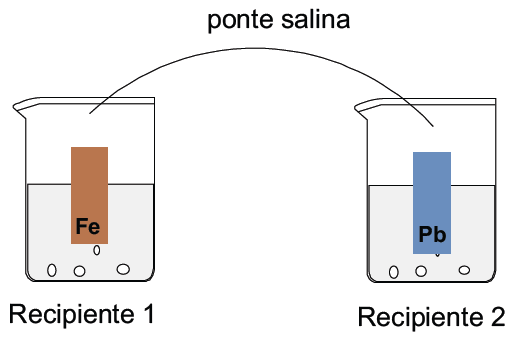 ponte salina
Fe
Pb
Recipiente 1
Recipiente 2